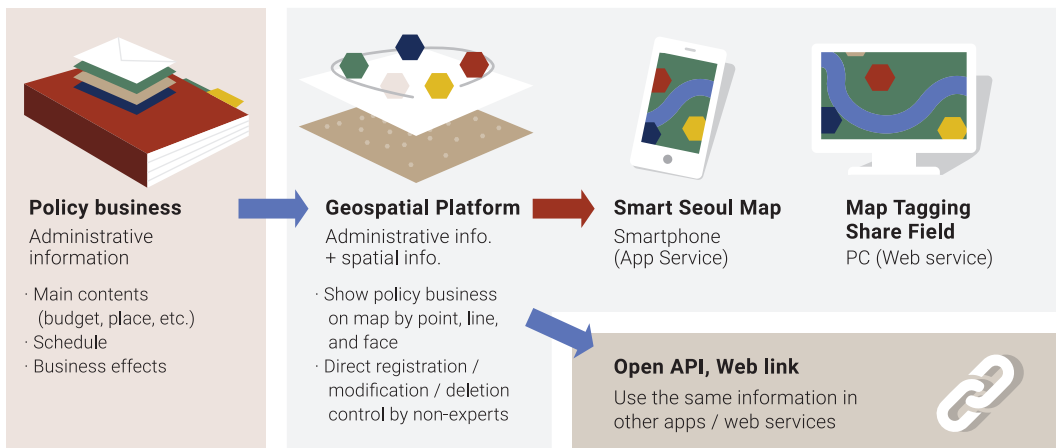 Policy business
Administrative
information
· Main contents
(budget, place, etc.)
· Schedule
· Business effects
Geospatial Platform
Administrative info.
+ spatial info.
· Show policy business
on map by point, line,
and face
· Direct registration /
modification / deletion
control by non-experts
Smart Seoul Map
Smartphone
(App Service)
Map Tagging
Share Field
PC (Web service)
Open API, Web link
Use the same information in
other apps / web services